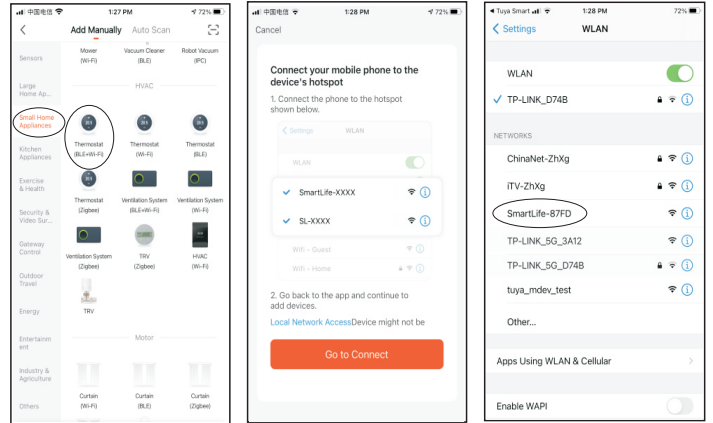 中国电信
1:27 PM
72%
Add Manually
Auto Scan
Sensors
Large
Home Ap...
Small Home
Appliances
Kitchen
Appliances
Exercise
& Health
Security &
Video Sur...
Gateway
Control
Outdoor
Travel
Energy
Entertainm
ent
Industry &
Agriculture
Others
Mower
(Wi-Fi)
Vacuum Cleaner
(BLE)
Robot Vacuum
(IPC)
HVAC
Thermostat
(BLE+Wi-Fi)
Thermostat
(Wi-Fi)
Thermostat
(BLE)
Thermostat
(Zigbee)
Ventilation System
(BLE+Wi-Fi)
Ventilation System
(Wi-Fi)
Ventilation System
(Zigbee)
TRV
(Zigbee)
HVAC
(Wi-Fi)
TRV
Motor
Curtain
(Wi-Fi)
Curtain
(BLE)
Curtain
(Zigbee)
中国电信
1:28 PM
72%
Cancel
Connect your mobile phone to the
device's hotspot
1. Connect the phone to the hotspot
shown below.
Settings
WLAN
WLAN
SmartLife-XXXX
SL-XXXX
Wifi - Guest
Wifi - Home
2. Go back to the app and continue to
add devices.
Local Network AccessDevice might not be
Go to Connect
Tuya Smart
1:28 PM
72%
Settings
WLAN
WLAN
TP-LINK_D74B
NETWORKS
ChinaNet-ZhXg
iTV-ZhXg
SmartLife-87FD
TP-LINK_5G_3A12
TP-LINK_5G_D74B
tuya_mdev_test
Other...
Apps Using WLAN & Cellular
Enable WAPI